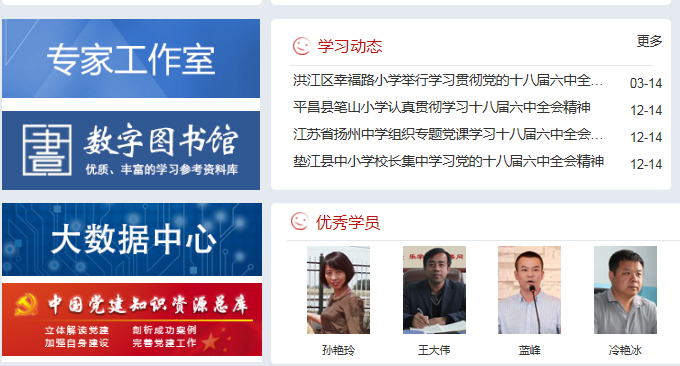 专家工作室
書
数字图书馆
优质、丰富的学习参考资料库
大数据中心
中国党建知识资源总库
立体解读党建 剖析成功案例
加强自身建设 完善党建工作
学习动态
更多
洪江区幸福路小学举行学习贯彻党的十八届六中全...
03-14
平昌县笔山小学认真贯彻学习十八届六中全会精神
12-14
江苏省扬州中学组织专题党课学习十八届六中全会...
12-14
垫江县中小学校长集中学习党的十八届六中全会精神
12-14
优秀学员
孙艳玲
王大伟
蓝峰
冷艳冰